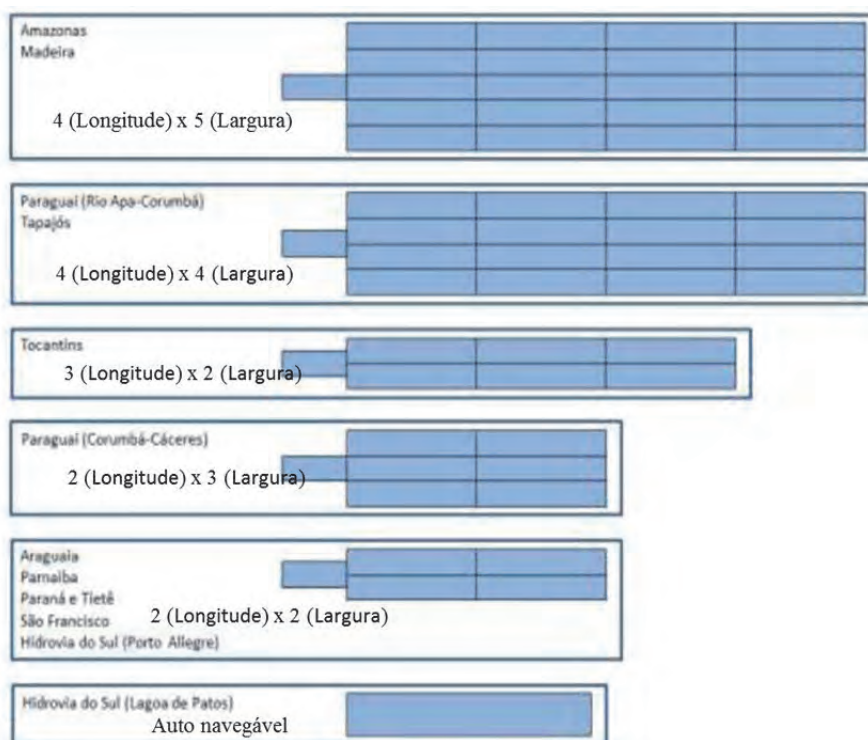 Amazonas
Madeira
4 (Longitude) x 5 (Largura)
Paraguai (Rio Apa-Corumbá)
Tapajós
4 (Longitude) x 4 (Largura)
Tocantins
3 (Longitude) x 2 (Largura)
Paraguai (Corumbá-Cáceres)
2 (Longitude) x 3 (Largura)
Araguaia
Parnaíba
Paraná e Tietê
São Francisco
2 (Longitude) x 2 (Largura)
Hidrovia do Sul (Porto Allegre)
Hidrovia do Sul (Lagoa de Patos)
Auto navegável